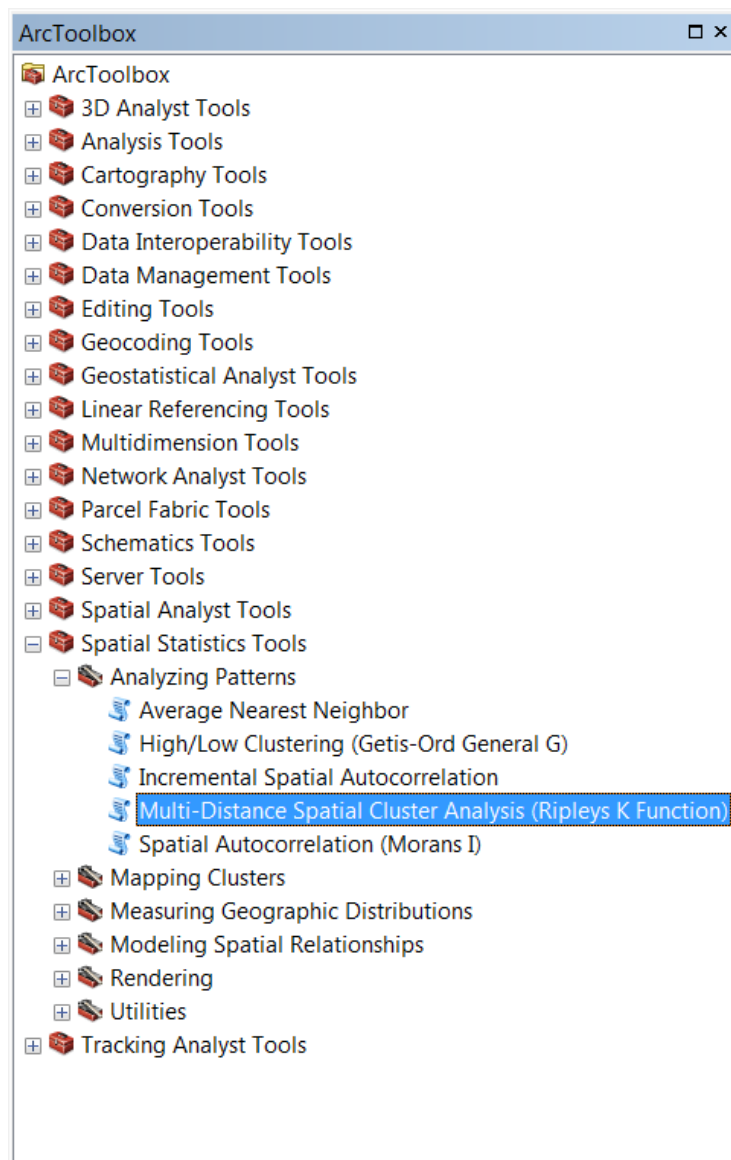 ArcToolbox
ArcToolbox
3D Analyst Tools
Analysis Tools
Cartography Tools
Conversion Tools
Data Interoperability Tools
Data Management Tools
Editing Tools
Geocoding Tools
Geostatistical Analyst Tools
Linear Referencing Tools
Multidimension Tools
Network Analyst Tools
Parcel Fabric Tools
Schematics Tools
Server Tools
Spatial Analyst Tools
Spatial Statistics Tools
Analyzing Patterns
Average Nearest Neighbor
High/Low Clustering (Getis-Ord General G)
Incremental Spatial Autocorrelation
Multi-Distance Spatial Cluster Analysis (Ripleys K Function)
Spatial Autocorrelation (Morans I)
Mapping Clusters
Measuring Geographic Distributions
Modeling Spatial Relationships
Rendering
Utilities
Tracking Analyst Tools